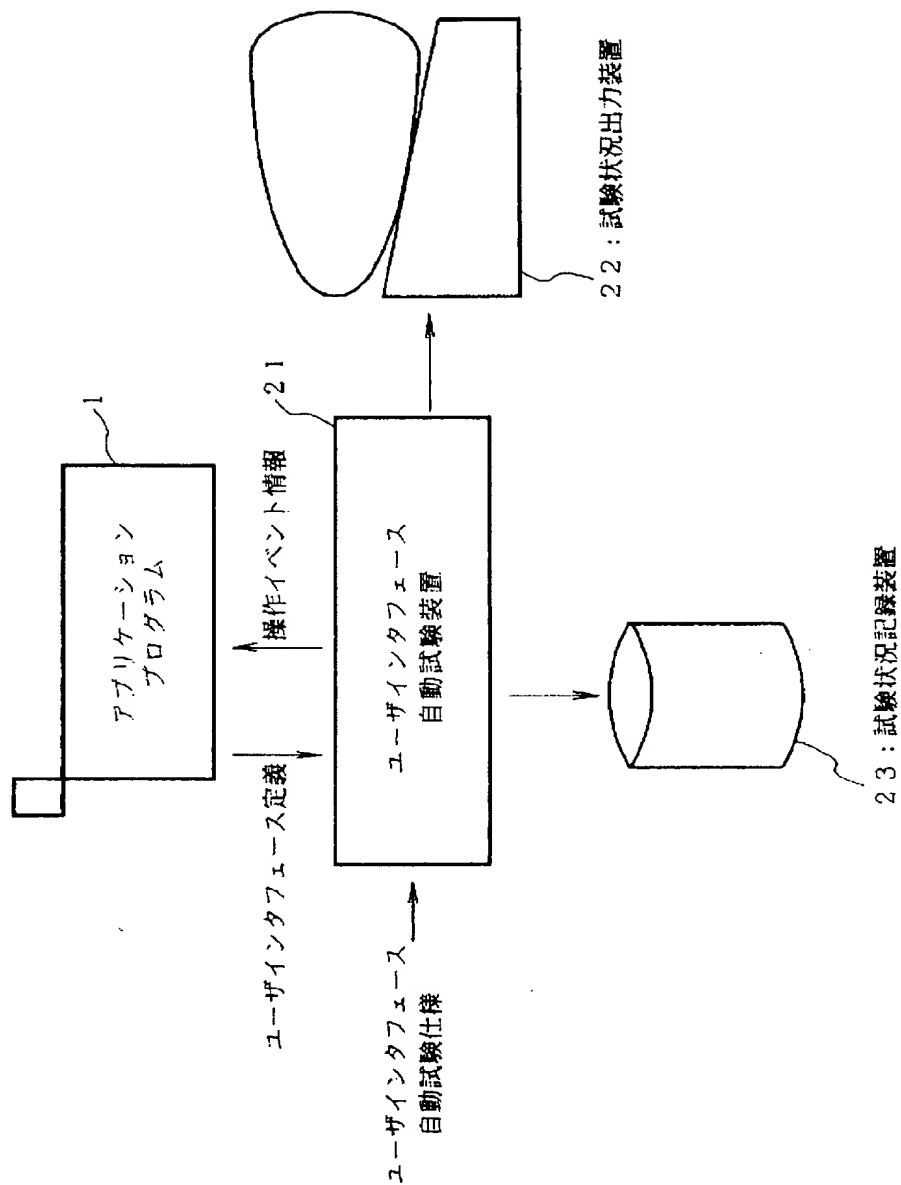 1
アプリケーション
プログラム
ユーザインタフェース定義
操作イベント情報
21
ユーザインタフェース
自動試験仕様
ユーザインタフェース
自動試験装置
22:試験状況出力装置
23:試験状況記録装置